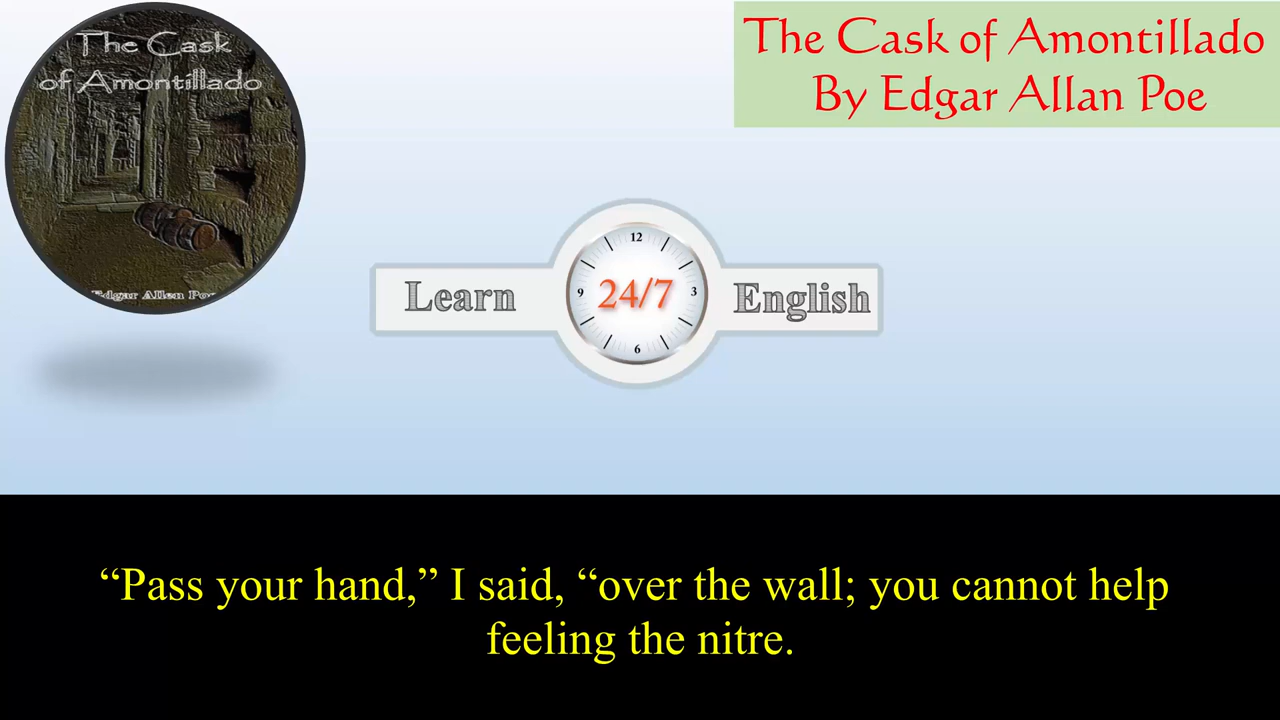 The Cask
of Amontillado
Edgar Allen Poe
The Cask of Amontillado
By Edgar Allan Poe
Learn 24/7 English
12
9
3
6
“Pass your hand,” I said, “over the wall; you cannot help
feeling the nitre.